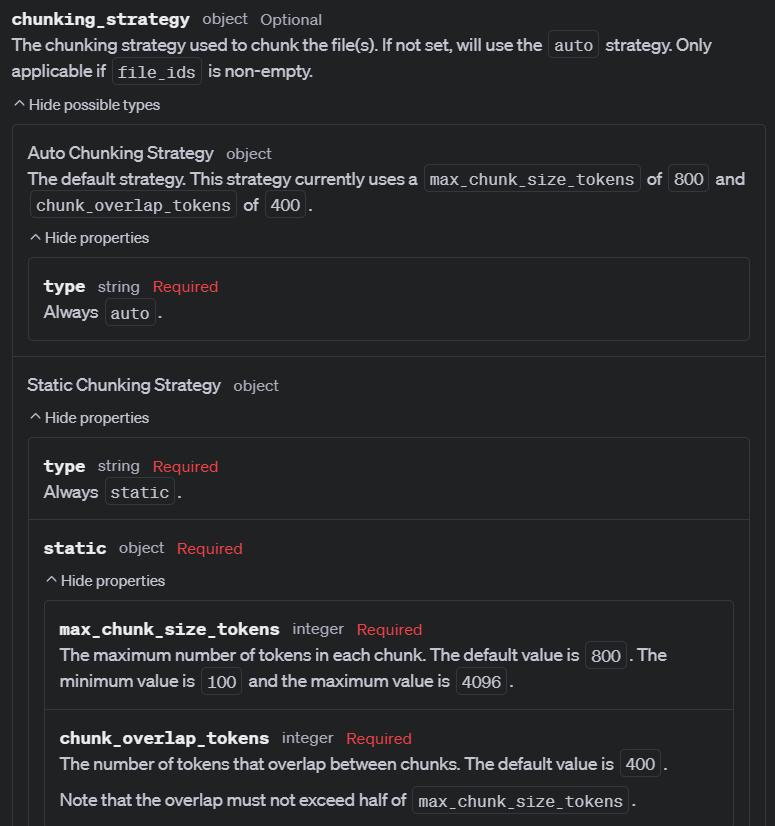 chunking_strategy object Optional
The chunking strategy used to chunk the file(s). If not set, will use the auto strategy. Only
applicable if file_ids is non-empty.
Hide possible types
Auto Chunking Strategy object
The default strategy. This strategy currently uses a max_chunk_size_tokens of 800 and
chunk_overlap_tokens of 400.
Hide properties
type string Required
Always auto.
Static Chunking Strategy object
Hide properties
type string Required
Always static.
static object Required
Hide properties
max_chunk_size_tokens integer Required
The maximum number of tokens in each chunk. The default value is 800. The
minimum value is 100 and the maximum value is 4096.
chunk_overlap_tokens integer Required
The number of tokens that overlap between chunks. The default value is 400.
Note that the overlap must not exceed half of max_chunk_size_tokens.